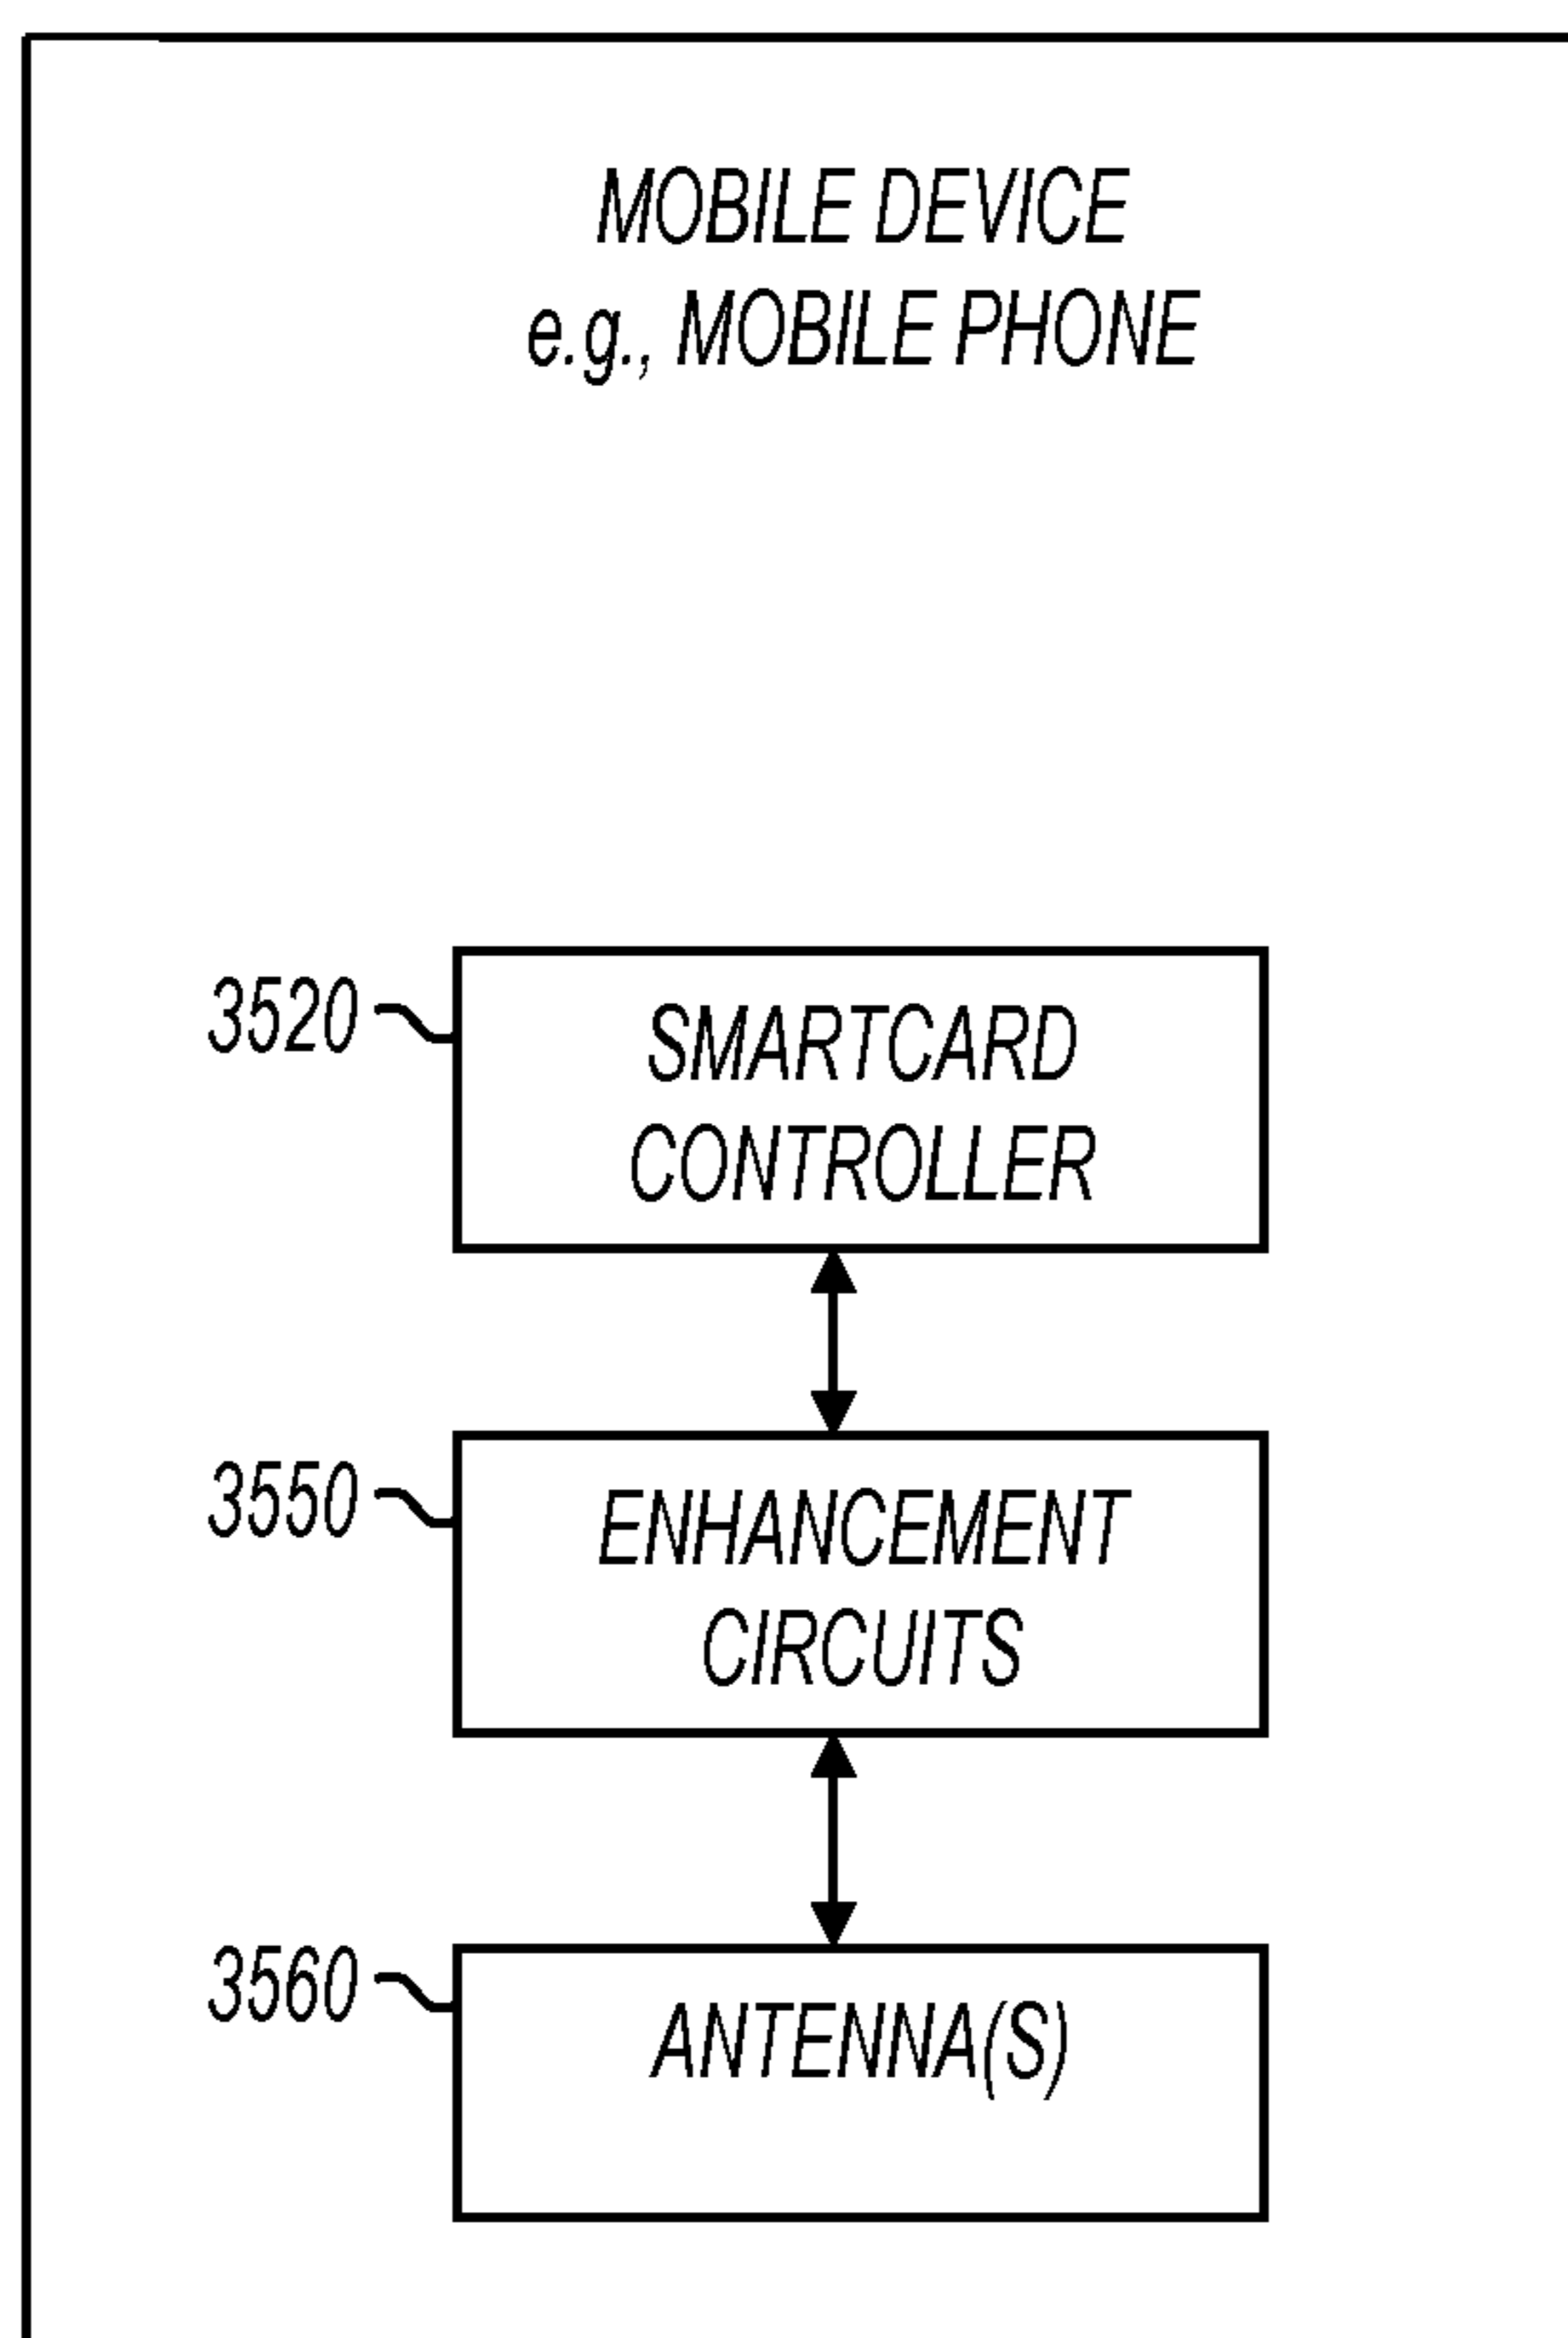 MOBILE DEVICE
e.g., MOBILE PHONE
3520
SMARTCARD
CONTROLLER
3550
ENHANCEMENT
CIRCUITS
3560
ANTENNA(S)